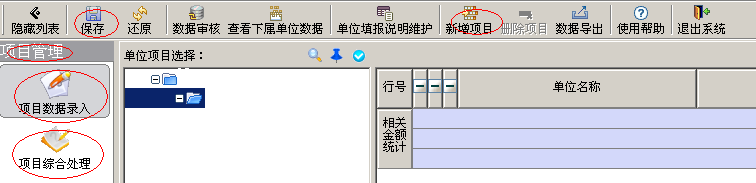 隐藏列表 保存 还原 数据审核 查看下属单位数据 单位填报说明维护 新增项目 删除项目 数据导出 使用帮助 退出系统
项目管理
单位项目选择：
项目数据录入
项目综合处理
行号 单位名称
相关
金额
统计